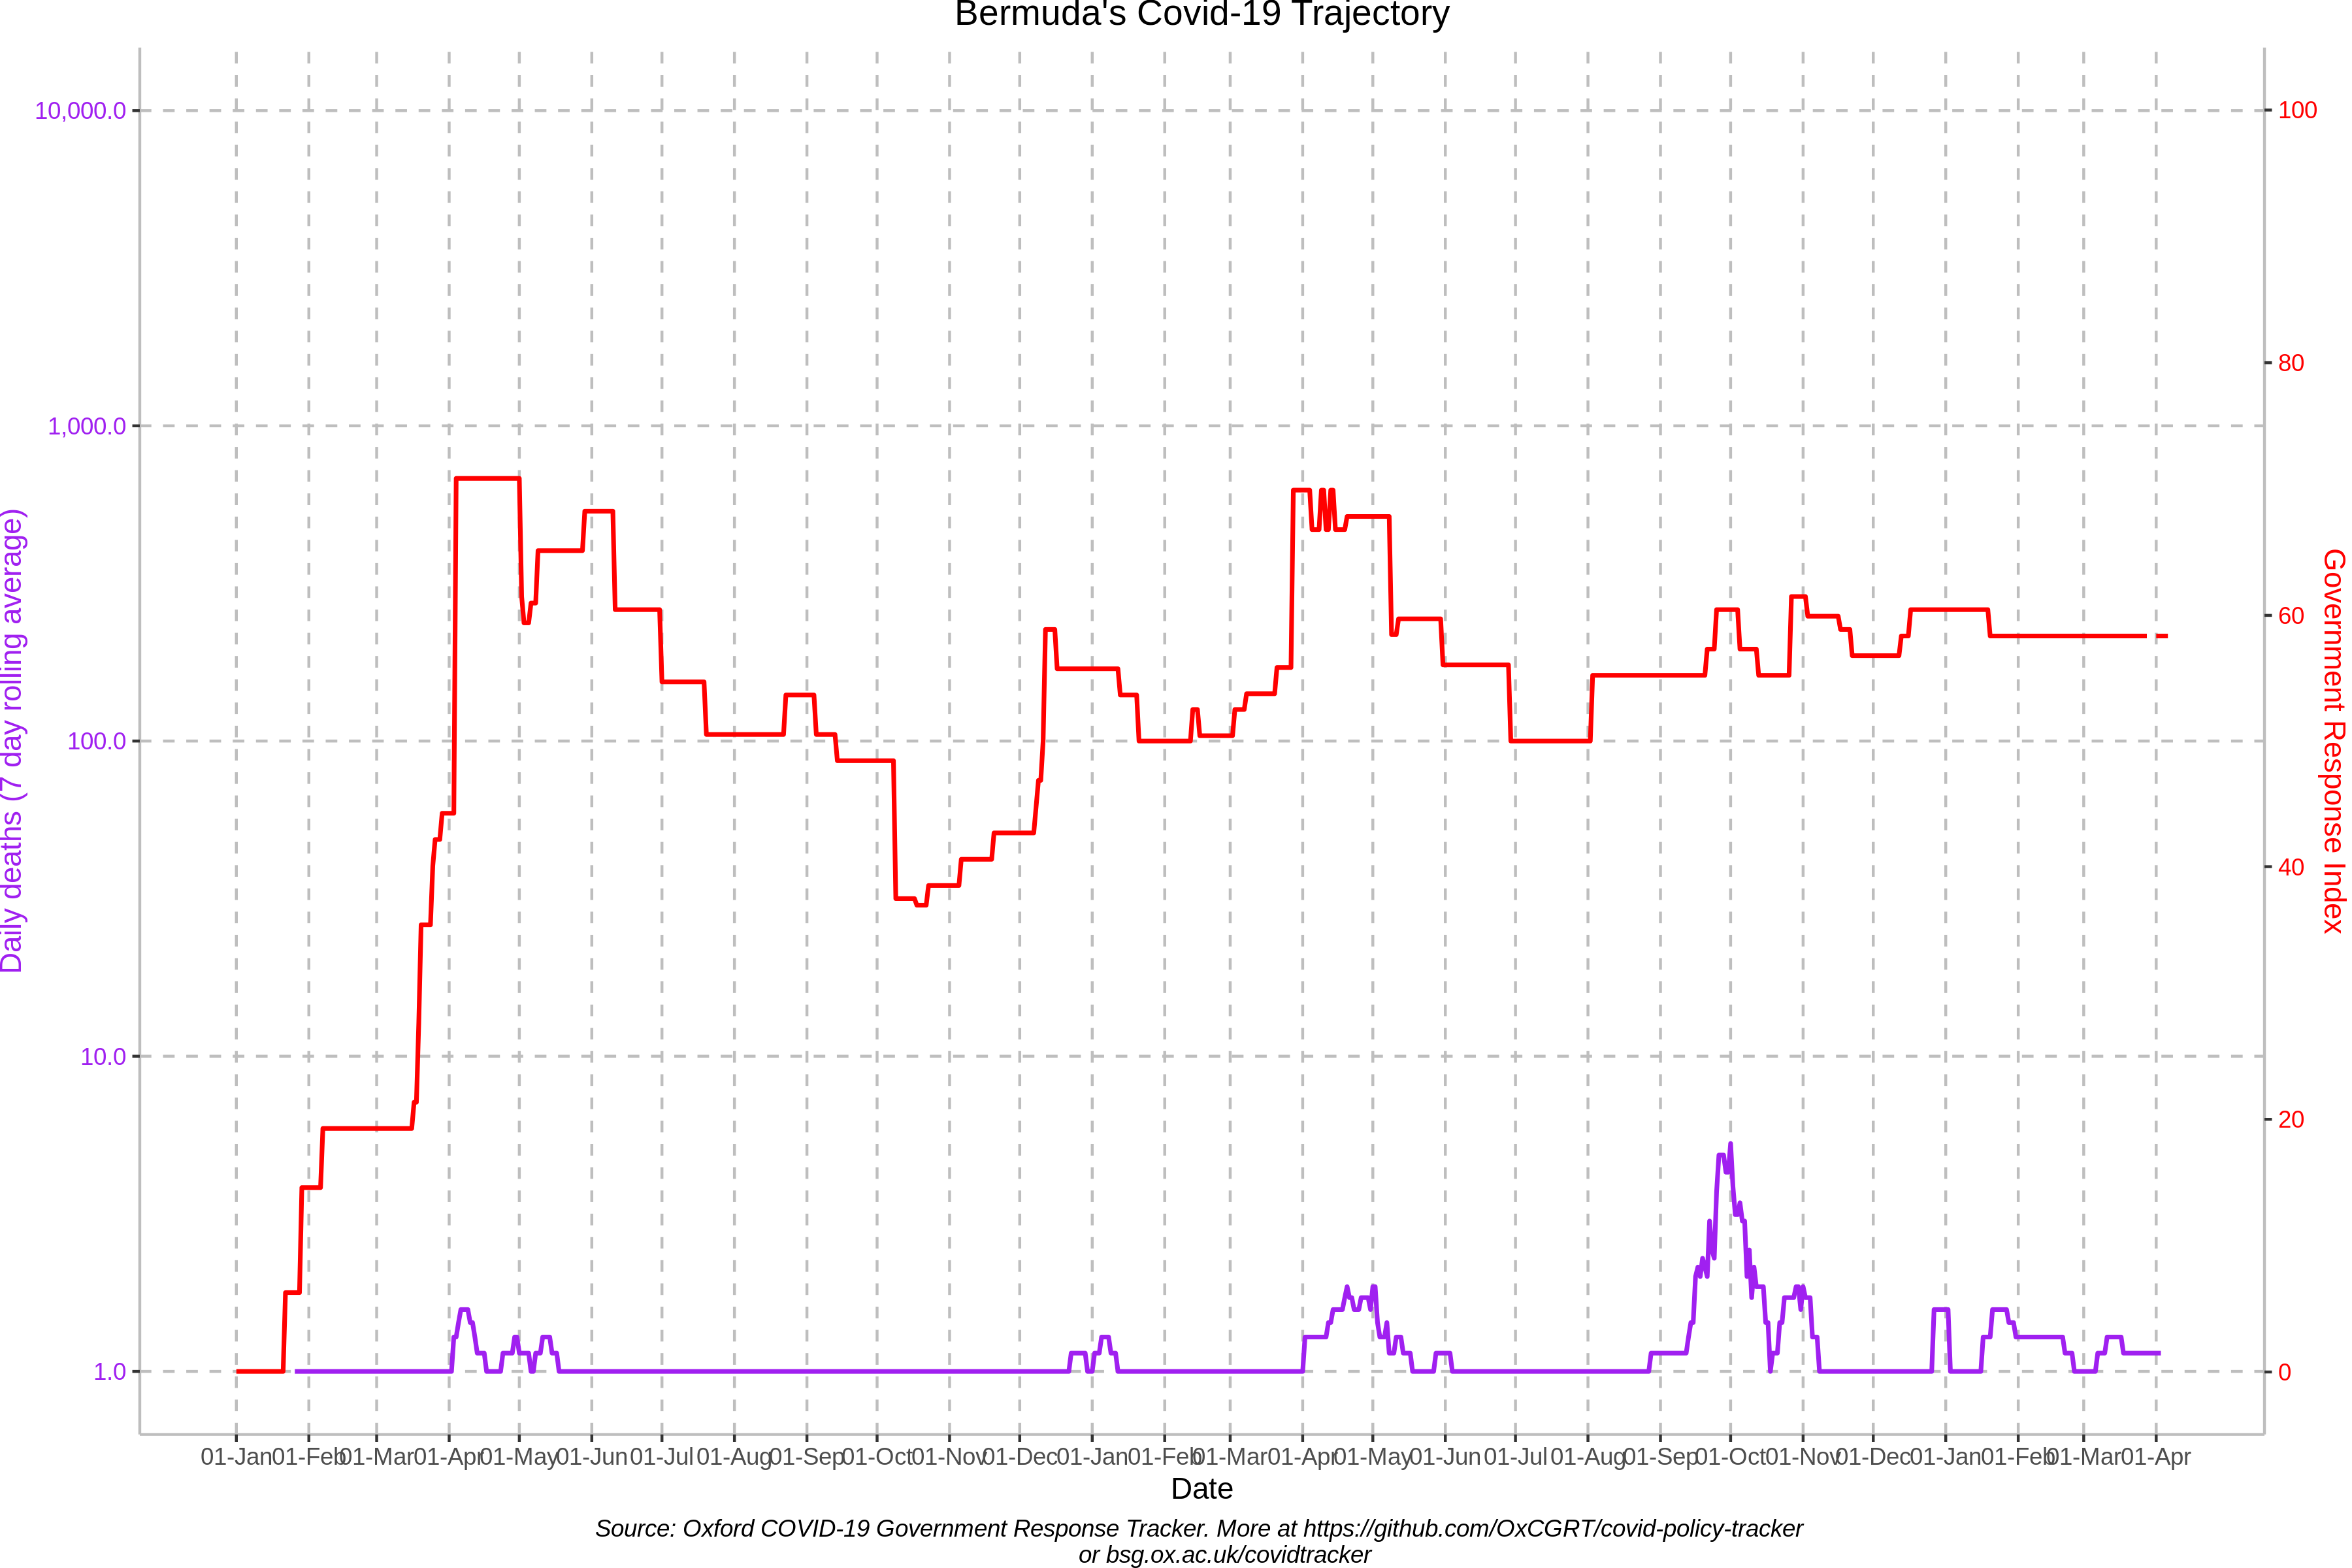 Bermuda's Covid-19 Trajectory
10,000.0
1,000.0
100.0
10.0
1.0
Daily deaths (7 day rolling average)
100
80
60
40
20
0
Government Response Index
01-Jan 01-Feb 01-Mar 01-Apr 01-May 01-Jun 01-Jul 01-Aug 01-Sep 01-Oct 01-Nov 01-Dec 01-Jan 01-Feb 01-Mar 01-Apr 01-May 01-Jun 01-Jul 01-Aug 01-Sep 01-Oct 01-Nov 01-Dec 01-Jan 01-Feb 01-Mar 01-Apr
Date
Source: Oxford COVID-19 Government Response Tracker. More at https://github.com/OxCGRT/covid-policy-tracker
or bsg.ox.ac.uk/covidtracker